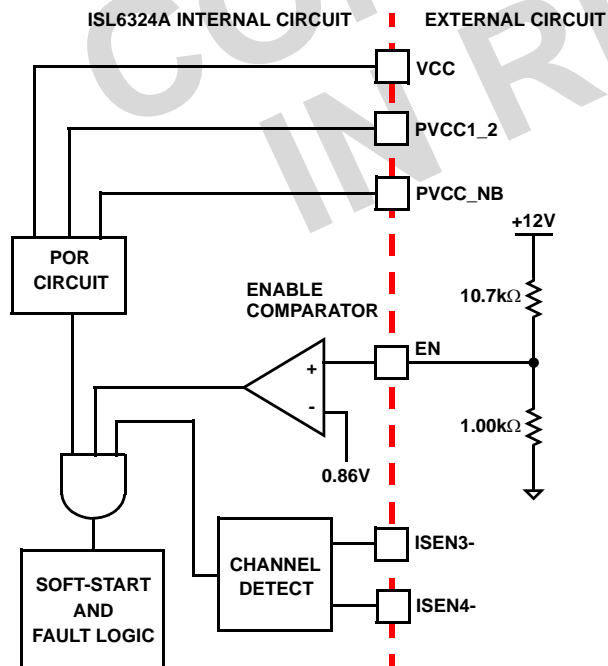 ISL6324A INTERNAL CIRCUIT
EXTERNAL CIRCUIT
VCC
PVCC1_2
PVCC_NB
+12V
POR
CIRCUIT
10.7kΩ
ENABLE
COMPARATOR
EN
+
-
1.00kΩ
0.86V
ISEN3-
CHANNEL
DETECT
ISEN4-
SOFT-START
AND
FAULT LOGIC
IN